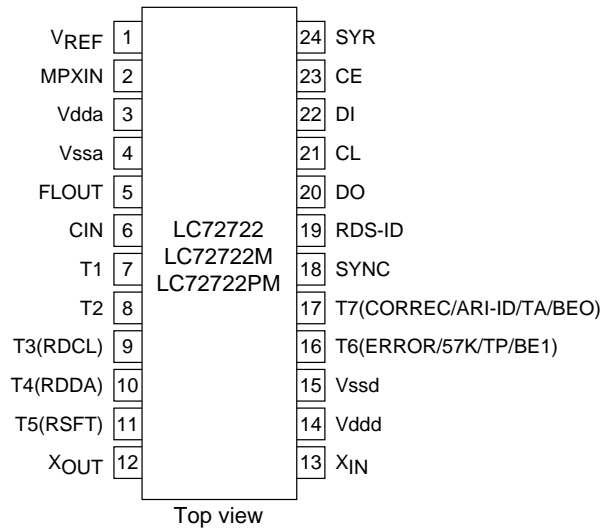 VREF 1 24 SYR
MPXIN 2 23 CE
Vdda 3 22 DI
Vssa 4 21 CL
FLOUT 5 20 DO
CIN 6 19 RDS-ID
T1 7 18 SYNC
T2 8 17 T7(CORREC/ARI-ID/TA/BEO)
T3(RDCL) 9 16 T6(ERROR/57K/TP/BE1)
T4(RDDA) 10 15 Vssd
T5(RSFT) 11 14 Vddd
XOUT 12 13 XIN
LC72722
LC72722M
LC72722PM
Top view